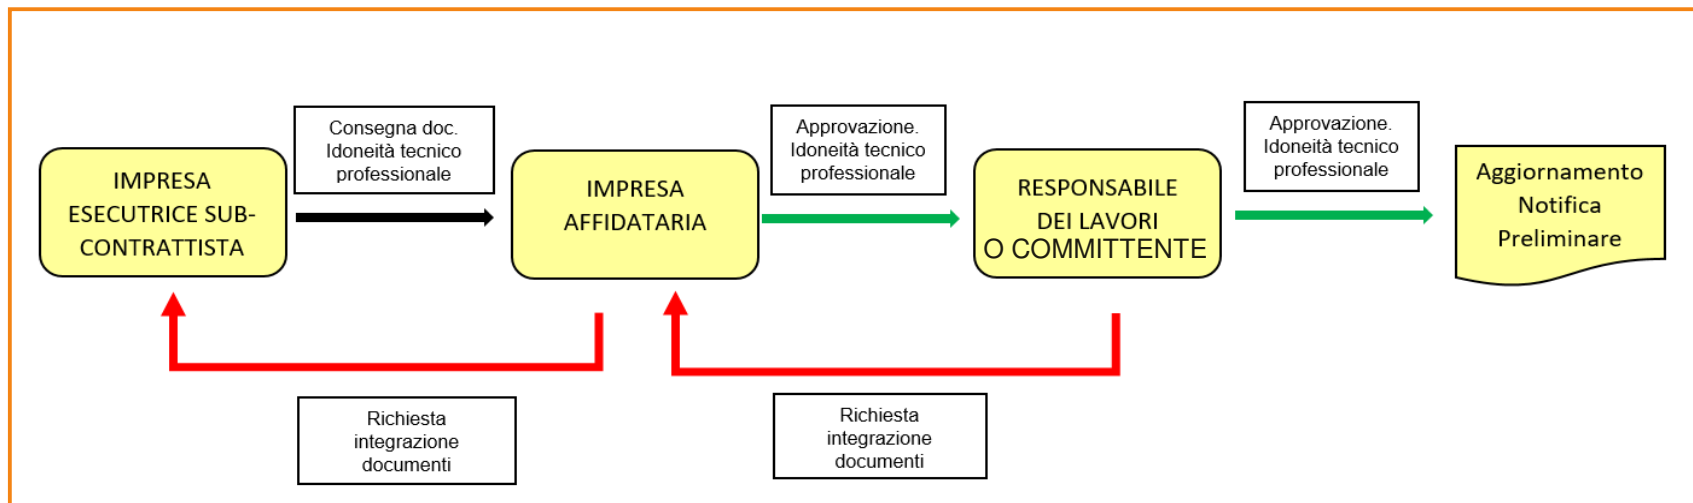 IMPRESA
ESECUTRICE SUB-
CONTRATTISTA
Consegna doc.
Idoneità tecnico
professionale
IMPRESA
AFFIDATARIA
Approvazione.
Idoneità tecnico
professionale
RESPONSABILE
DEI LAVORI
O COMMITTENTE
Approvazione.
Idoneità tecnico
professionale
Aggiornamento
Notifica
Preliminare
Richiesta
integrazione
documenti
Richiesta
integrazione
documenti